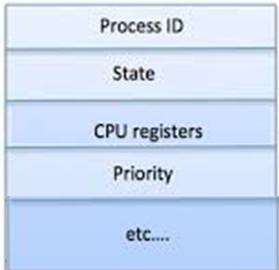 Process ID
State
CPU registers
Priority
etc....